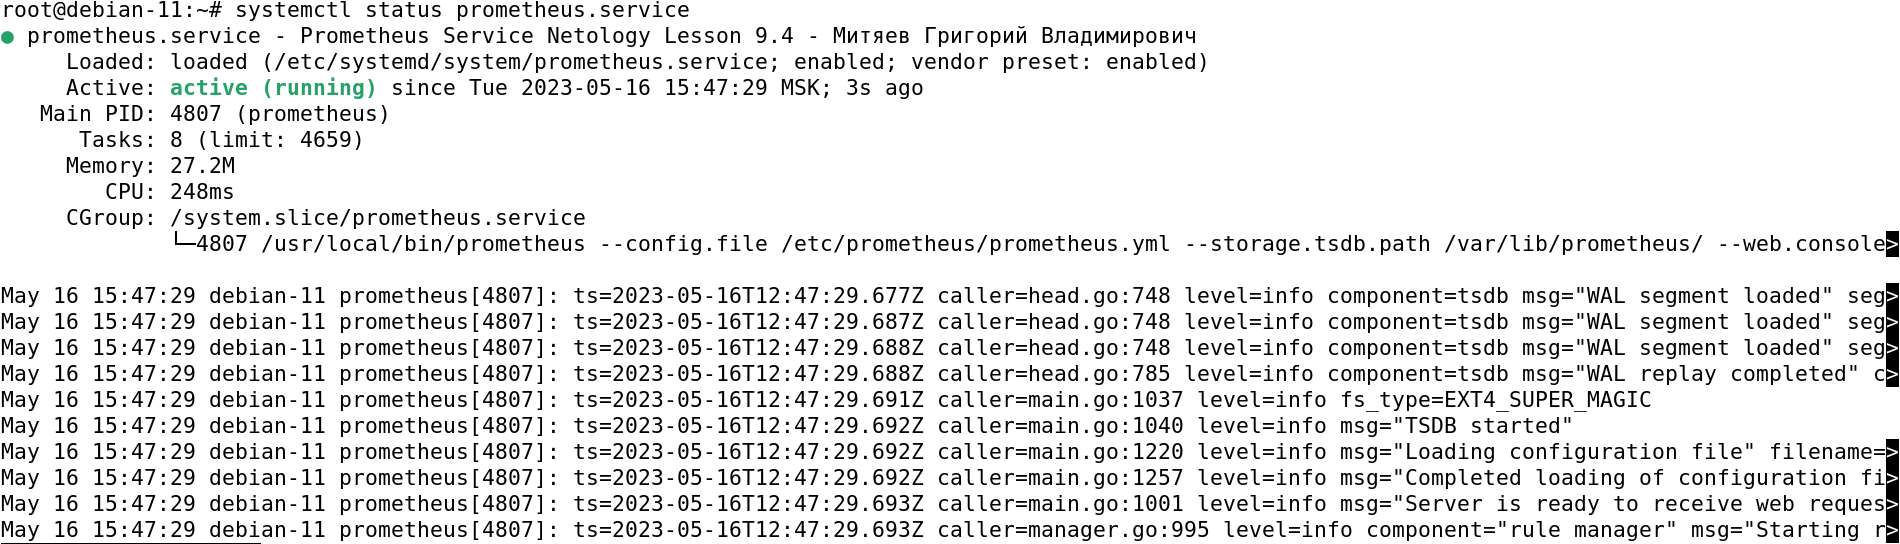 root@debian-11:~# systemctl status prometheus.service
● prometheus.service - Prometheus Service Netology Lesson 9.4 - Митяев Григорий Владимирович
     Loaded: loaded (/etc/systemd/system/prometheus.service; enabled; vendor preset: enabled)
     Active: active (running) since Tue 2023-05-16 15:47:29 MSK; 3s ago
   Main PID: 4807 (prometheus)
      Tasks: 8 (limit: 4659)
     Memory: 27.2M
        CPU: 248ms
     CGroup: /system.slice/prometheus.service
             └─4807 /usr/local/bin/prometheus --config.file /etc/prometheus/prometheus.yml --storage.tsdb.path /var/lib/prometheus/ --web.console>

May 16 15:47:29 debian-11 prometheus[4807]: ts=2023-05-16T12:47:29.677Z caller=head.go:748 level=info component=tsdb msg="WAL segment loaded" seg>
May 16 15:47:29 debian-11 prometheus[4807]: ts=2023-05-16T12:47:29.687Z caller=head.go:748 level=info component=tsdb msg="WAL segment loaded" seg>
May 16 15:47:29 debian-11 prometheus[4807]: ts=2023-05-16T12:47:29.688Z caller=head.go:748 level=info component=tsdb msg="WAL segment loaded" seg>
May 16 15:47:29 debian-11 prometheus[4807]: ts=2023-05-16T12:47:29.688Z caller=head.go:785 level=info component=tsdb msg="WAL replay completed" c>
May 16 15:47:29 debian-11 prometheus[4807]: ts=2023-05-16T12:47:29.691Z caller=main.go:1037 level=info fs_type=EXT4_SUPER_MAGIC
May 16 15:47:29 debian-11 prometheus[4807]: ts=2023-05-16T12:47:29.692Z caller=main.go:1040 level=info msg="TSDB started"
May 16 15:47:29 debian-11 prometheus[4807]: ts=2023-05-16T12:47:29.692Z caller=main.go:1220 level=info msg="Loading configuration file" filename=>
May 16 15:47:29 debian-11 prometheus[4807]: ts=2023-05-16T12:47:29.692Z caller=main.go:1257 level=info msg="Completed loading of configuration fi>
May 16 15:47:29 debian-11 prometheus[4807]: ts=2023-05-16T12:47:29.693Z caller=main.go:1001 level=info msg="Server is ready to receive web reques>
May 16 15:47:29 debian-11 prometheus[4807]: ts=2023-05-16T12:47:29.693Z caller=manager.go:995 level=info component="rule manager" msg="Starting r>